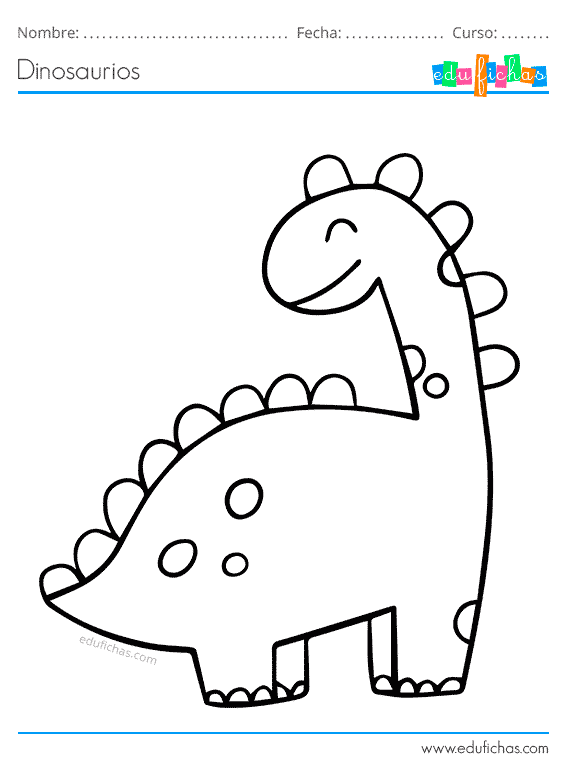 Nombre: ................................ Fecha: ................ Curso: ........
Dinosaurios
edufichas
edufichas.com
www.edufichas.com